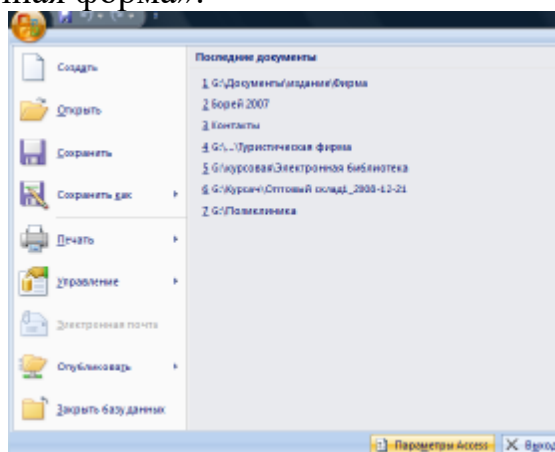 ная форма».
Создать
Открыть
Сохранить
Сохранить как
Печать
Управление
Электронная почта
Опубликовать
Закрыть базу данных
Последние документы
1 G:\Документы\издание\Фирма
2 Борей 2007
3 Контакты
4 G:\...\Туристическая фирма
5 G:\курсовая\Электронная библиотека
6 G:\Курсач\Оптовый склад1_2008-12-21
7 G:\Поликлиника
Параметры Access
Выход